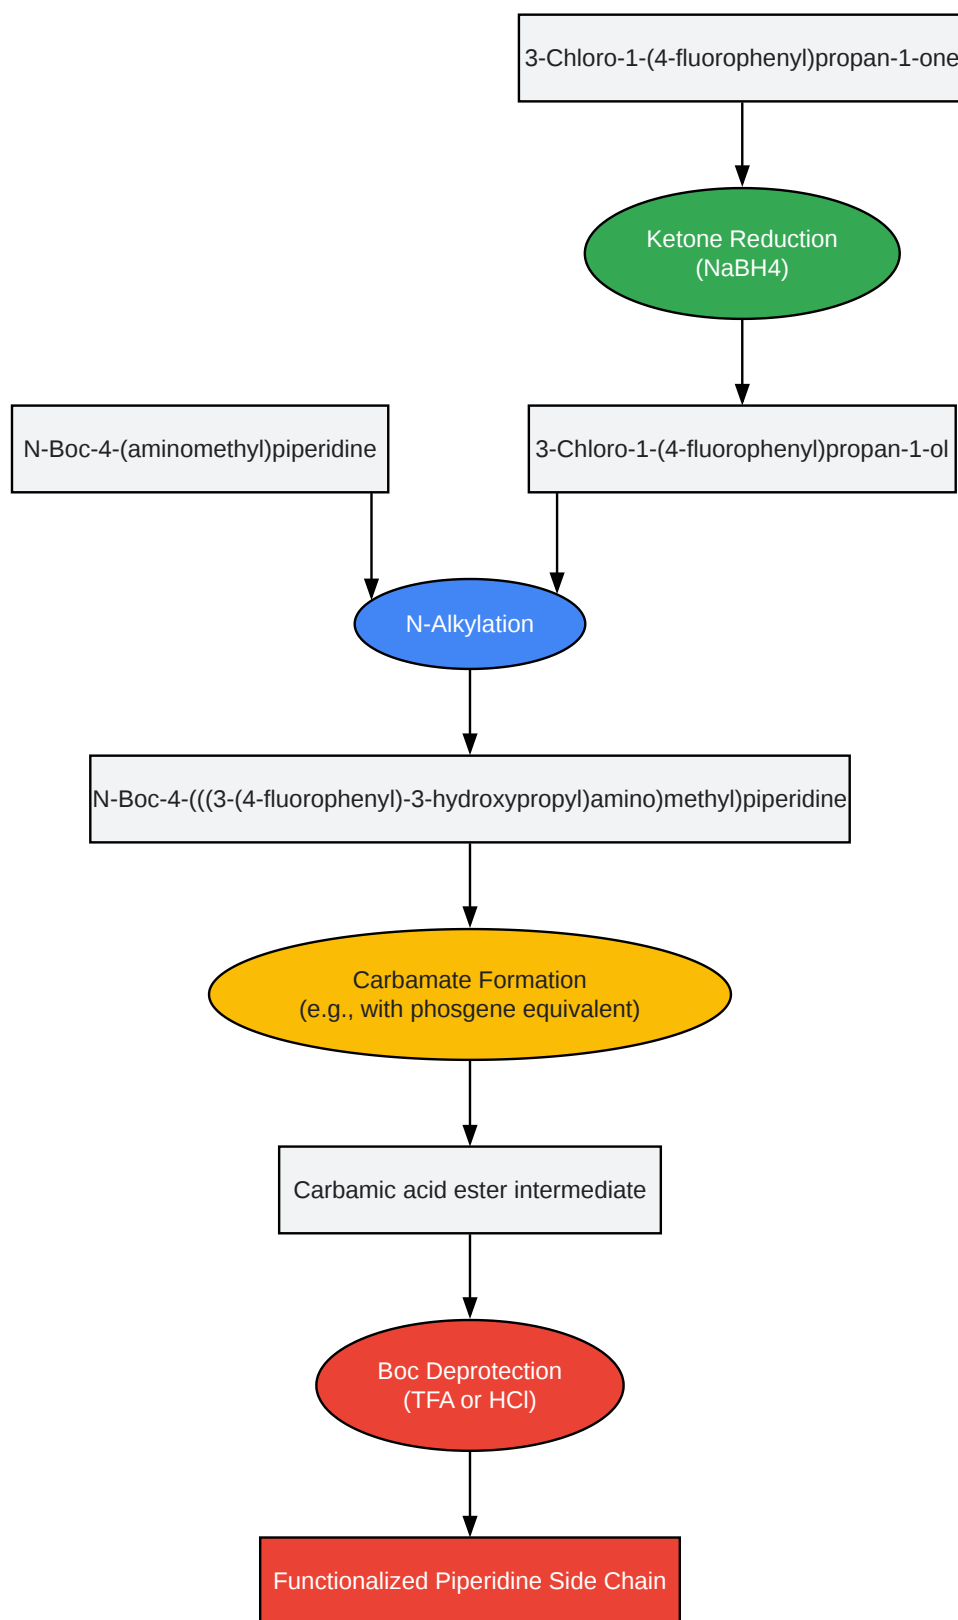 3-Chloro-1-(4-fluorophenyl)propan-1-one
Ketone Reduction
(NaBH4)
N-Boc-4-(aminomethyl)piperidine
3-Chloro-1-(4-fluorophenyl)propan-1-ol
N-Alkylation
N-Boc-4-(((3-(4-fluorophenyl)-3-hydroxypropyl)amino)methyl)piperidine
Carbamate Formation
(e.g., with phosgene equivalent)
Carbamic acid ester intermediate
Boc Deprotection
(TFA or HCl)
Functionalized Piperidine Side Chain